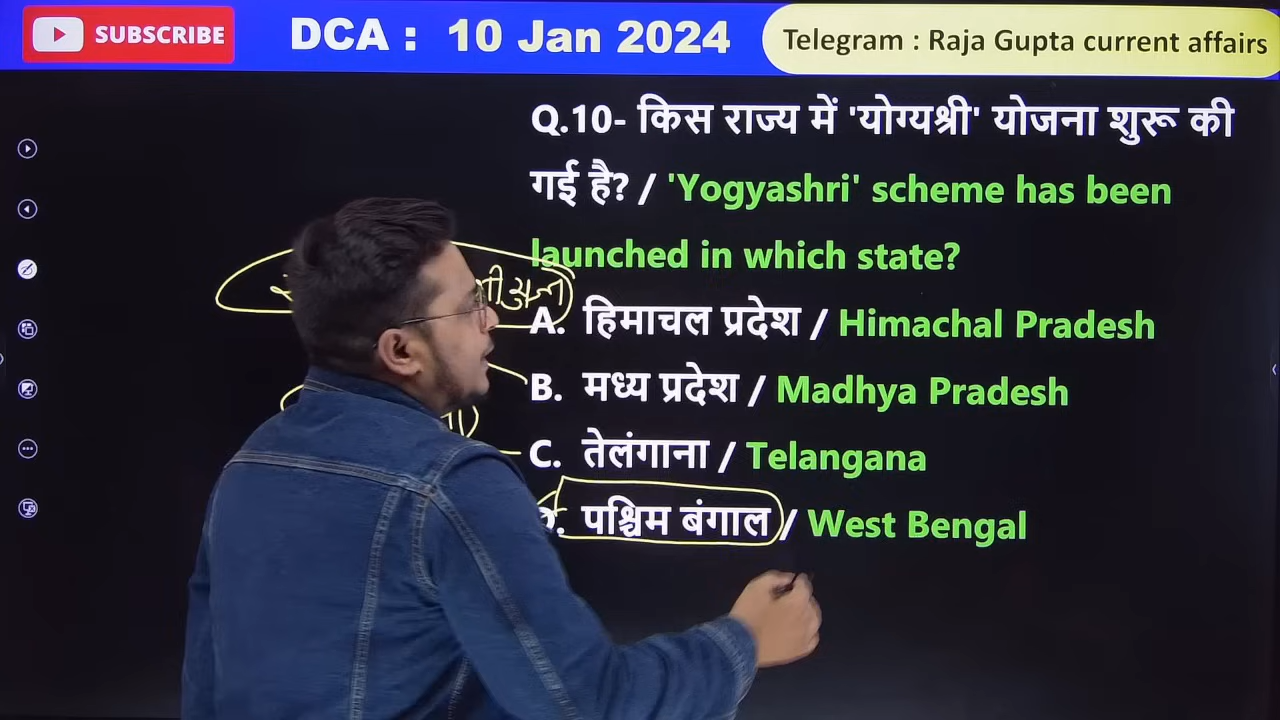 SUBSCRIBE
DCA : 10 Jan 2024
Telegram : Raja Gupta current affairs
Q.10- किस राज्य में 'योग्यश्री' योजना शुरू की
गई है? / 'Yogyashri' scheme has been
launched in which state?
A. हिमाचल प्रदेश / Himachal Pradesh
B. मध्य प्रदेश / Madhya Pradesh
C. तेलंगाना / Telangana
D. पश्चिम बंगाल / West Bengal